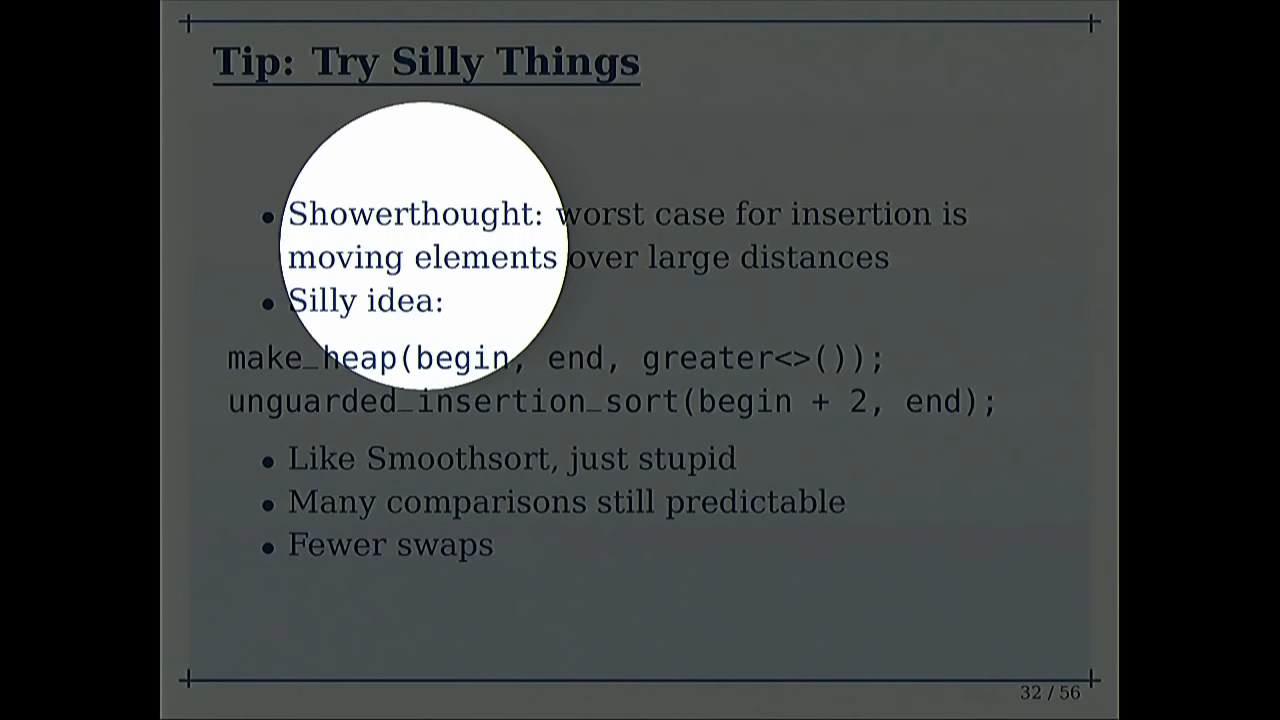 Tip: Try Silly Things
• Showerthought: worst case for insertion is
moving elements over large distances
• Silly idea:
make_heap(begin, end, greater<>());
unguarded_insertion_sort(begin + 2, end);
• Like Smoothsort, just stupid
• Many comparisons still predictable
• Fewer swaps
32 / 56